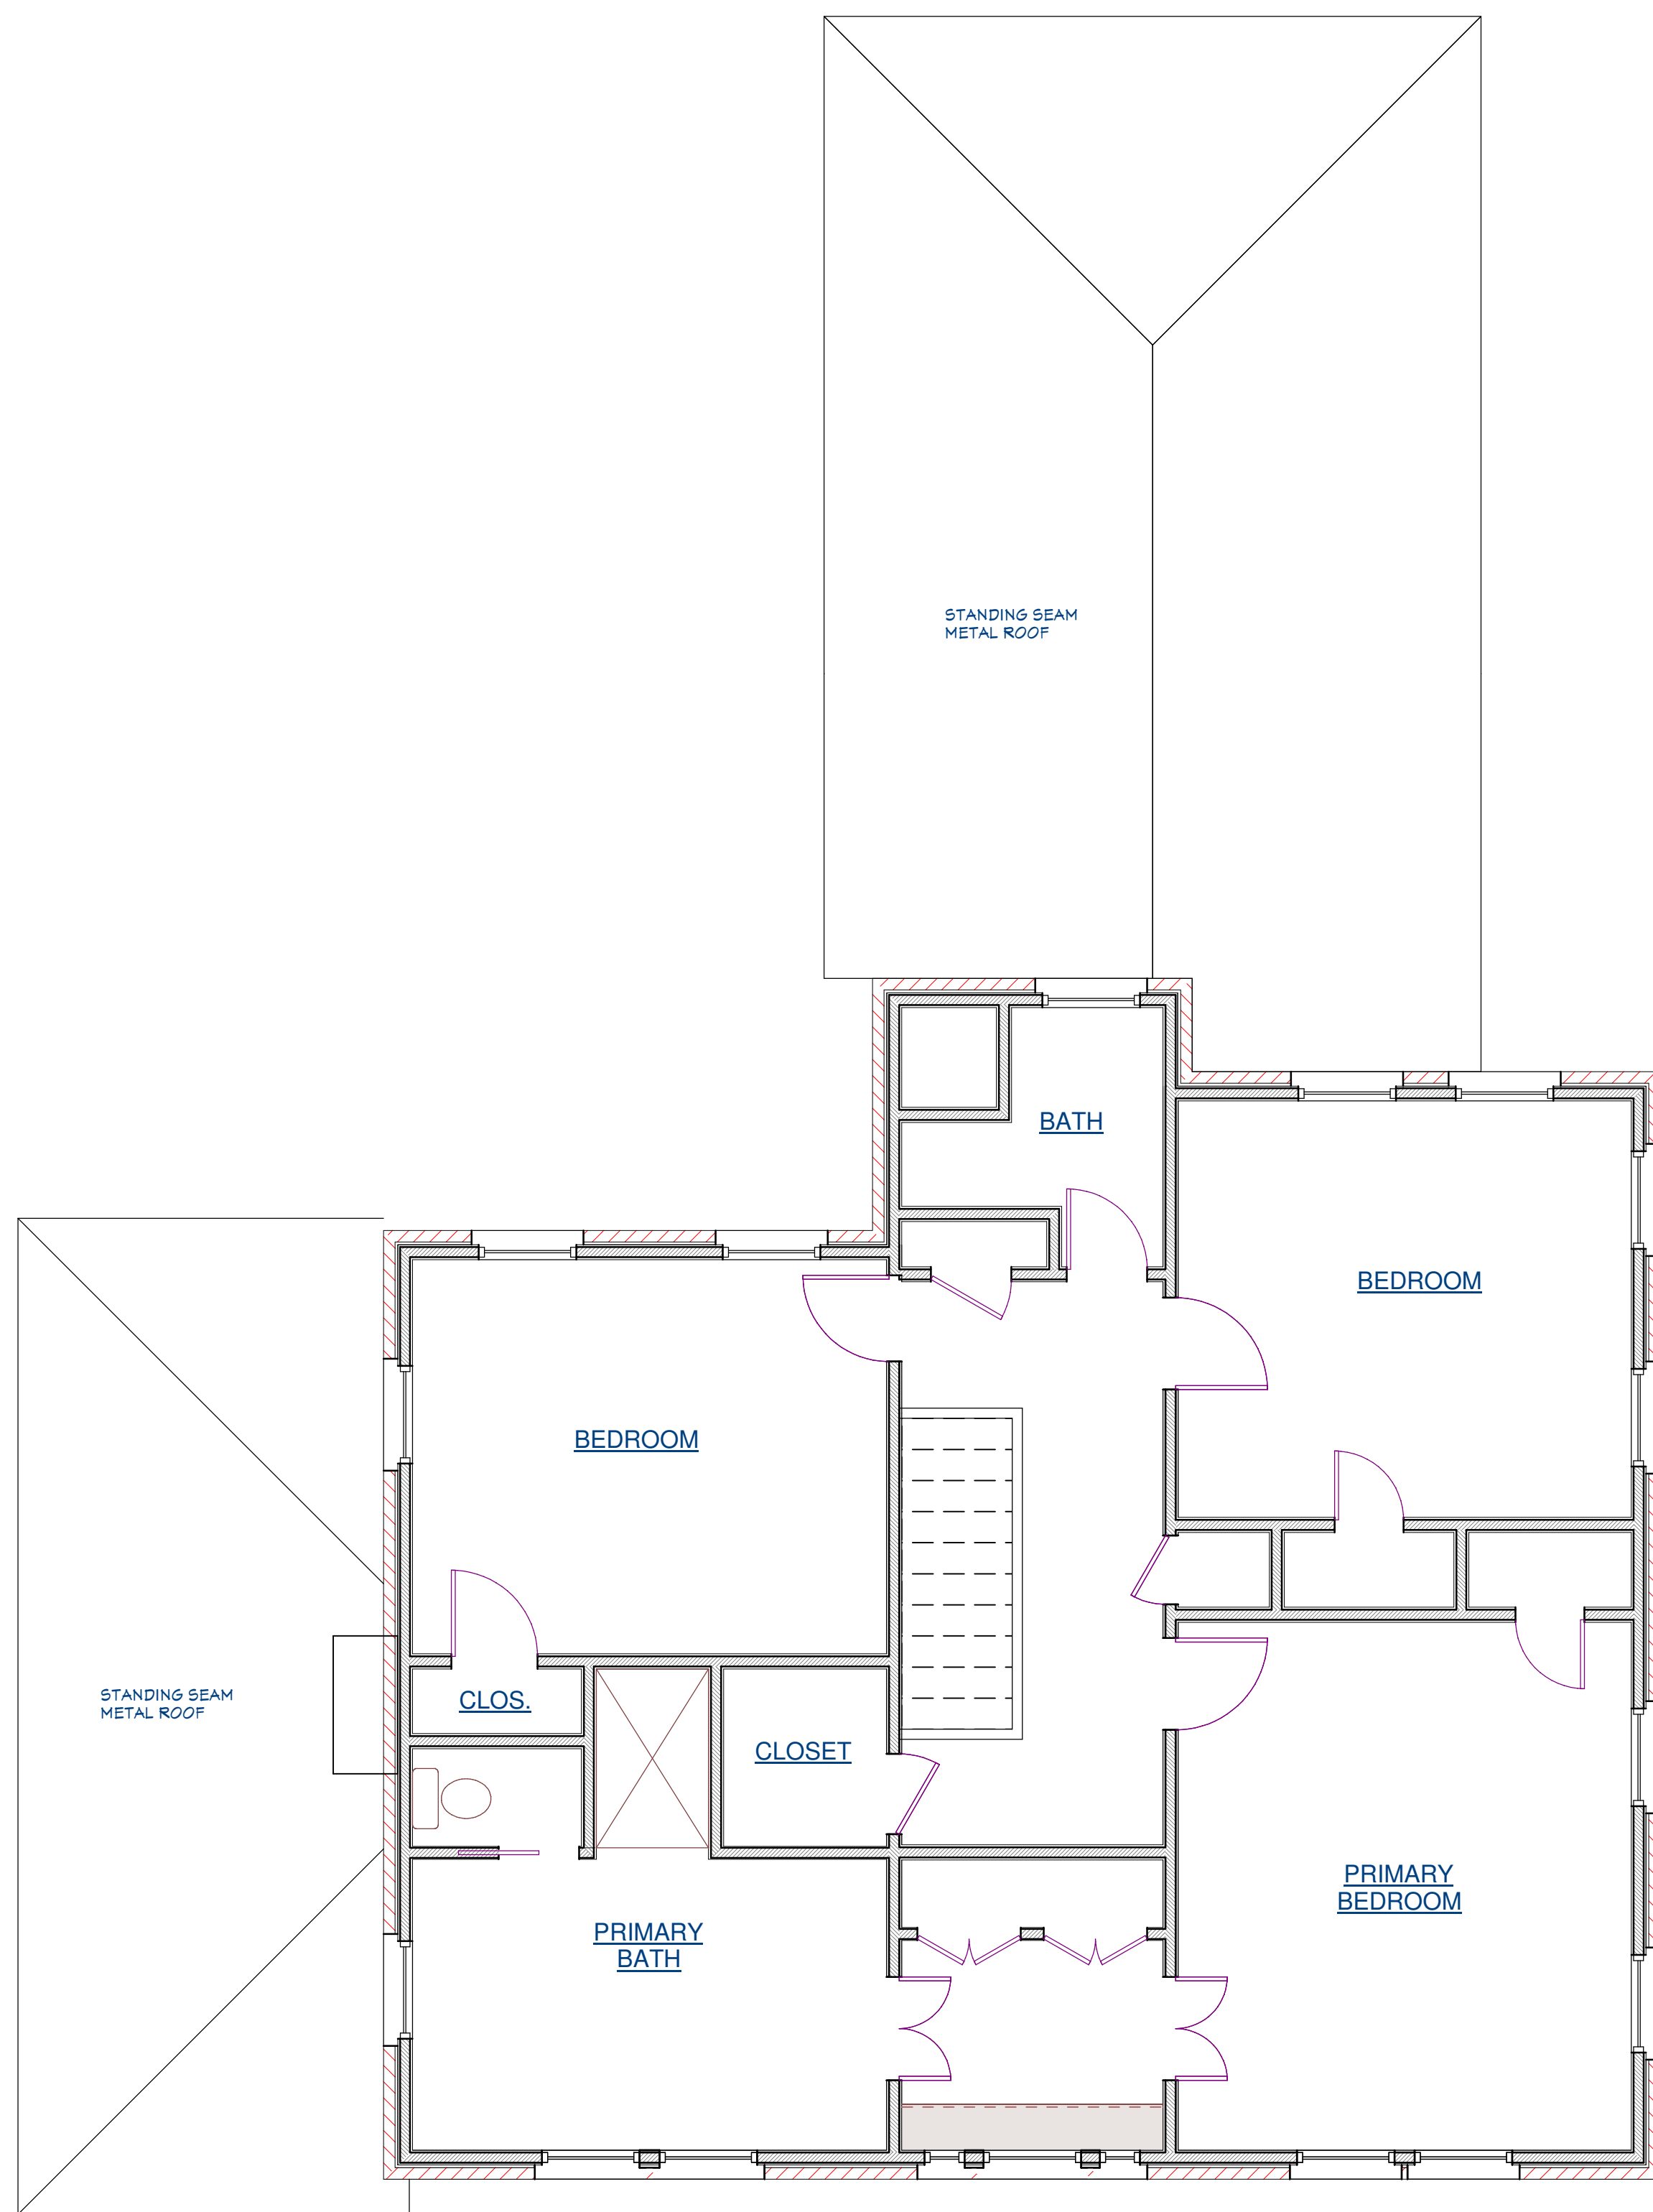 STANDING SEAM
METAL ROOF
BATH
BEDROOM
BEDROOM
STANDING SEAM
METAL ROOF
CLOS.
CLOSET
PRIMARY
BEDROOM
PRIMARY
BATH